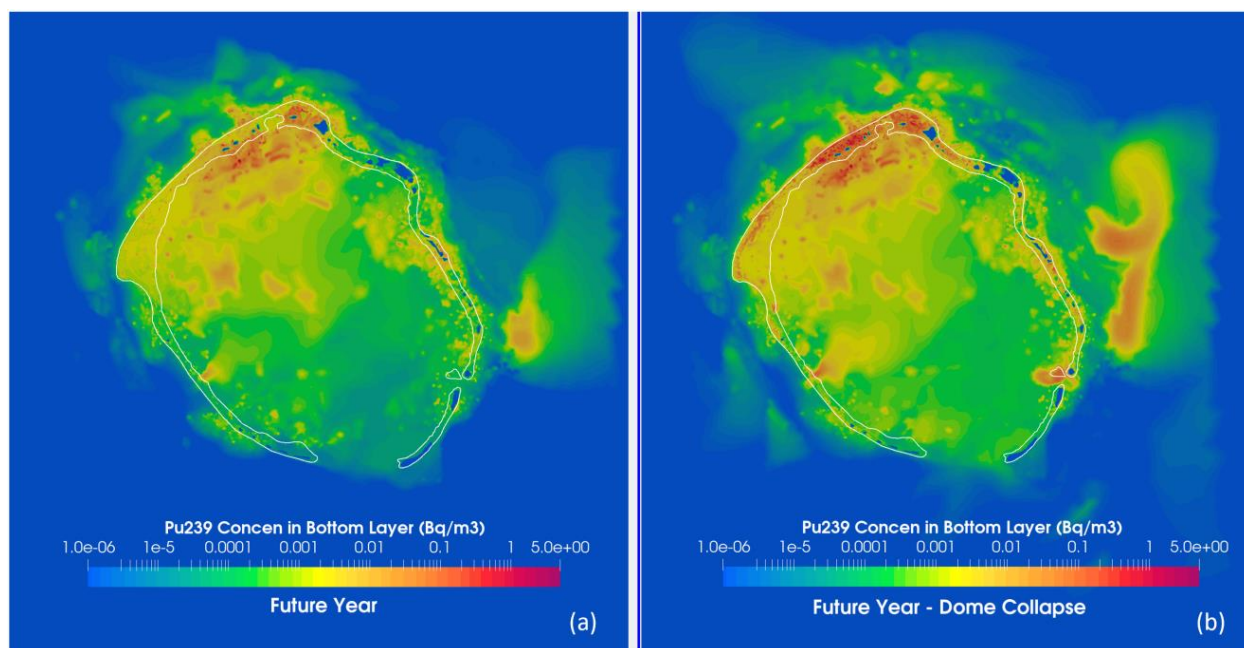 Pu239 Concen in Bottom Layer (Bq/m3)
1.0e-06 1e-5 0.0001 0.001 0.01 0.1 1 5.0e+00
Future Year
(a)
Pu239 Concen in Bottom Layer (Bq/m3)
1.0e-06 1e-5 0.0001 0.001 0.01 0.1 1 5.0e+00
Future Year - Dome Collapse
(b)